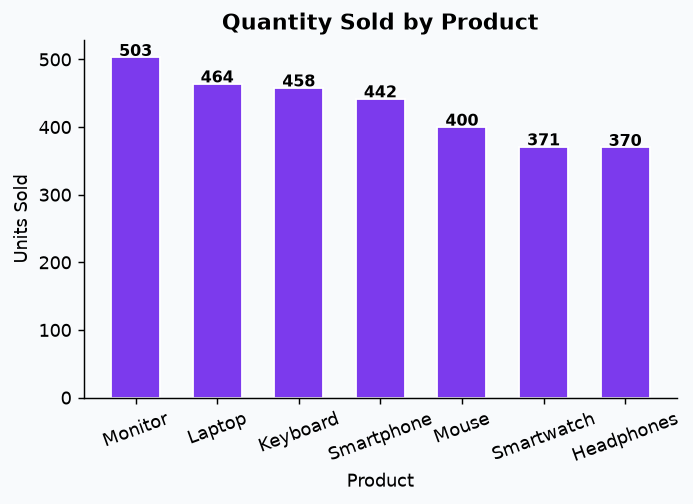 Quantity Sold by Product
Units Sold
500
400
300
200
100
0
503
464
458
442
400
371
370
Monitor
Laptop
Keyboard
Smartphone
Mouse
Smartwatch
Headphones
Product